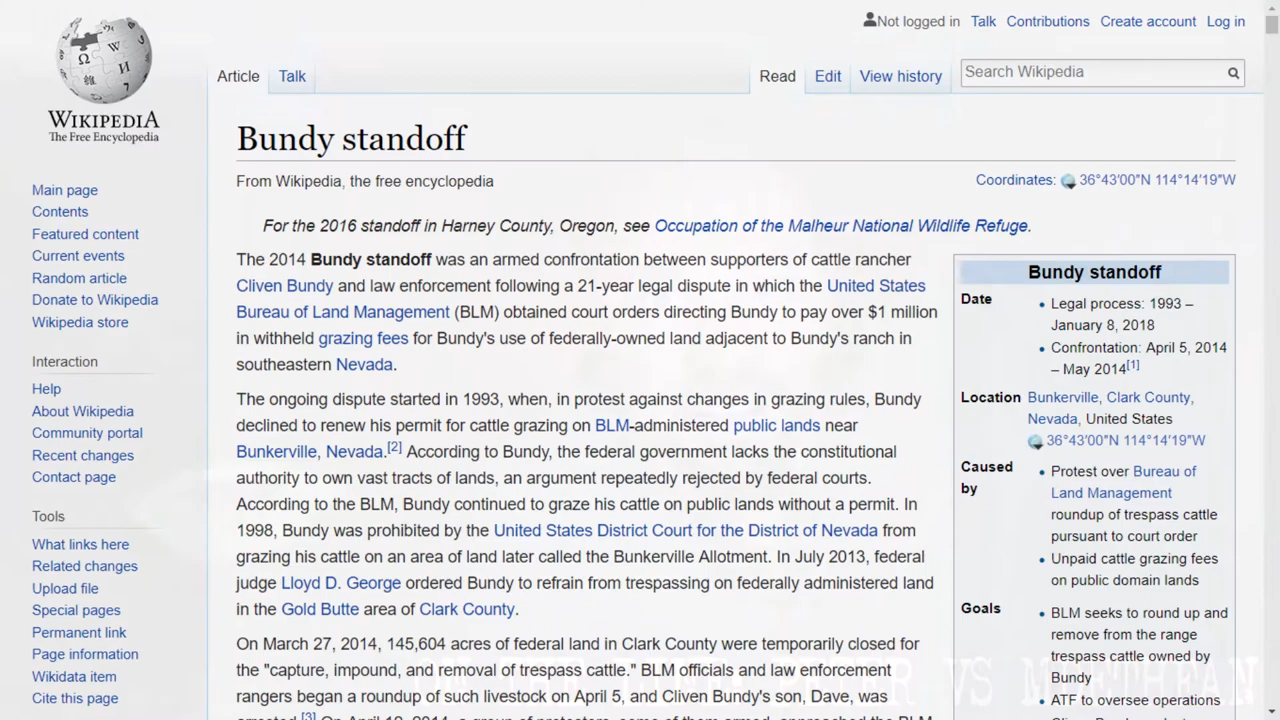 Not logged in Talk Contributions Create account Log in
Article Talk Read Edit View history Search Wikipedia
WIKIPEDIA
The Free Encyclopedia
Main page
Contents
Featured content
Current events
Random article
Donate to Wikipedia
Wikipedia store
Interaction
Help
About Wikipedia
Community portal
Recent changes
Contact page
Tools
What links here
Related changes
Upload file
Special pages
Permanent link
Page information
Wikidata item
Cite this page
Bundy standoff
From Wikipedia, the free encyclopedia
Coordinates: 36°43′00″N 114°14′19″W
For the 2016 standoff in Harney County, Oregon, see Occupation of the Malheur National Wildlife Refuge.
The 2014 Bundy standoff was an armed confrontation between supporters of cattle rancher
Cliven Bundy and law enforcement following a 21-year legal dispute in which the United States
Bureau of Land Management (BLM) obtained court orders directing Bundy to pay over $1 million
in withheld grazing fees for Bundy's use of federally-owned land adjacent to Bundy's ranch in
southeastern Nevada.
The ongoing dispute started in 1993, when, in protest against changes in grazing rules, Bundy
declined to renew his permit for cattle grazing on BLM-administered public lands near
Bunkerville, Nevada.[2] According to Bundy, the federal government lacks the constitutional
authority to own vast tracts of lands, an argument repeatedly rejected by federal courts.
According to the BLM, Bundy continued to graze his cattle on public lands without a permit. In
1998, Bundy was prohibited by the United States District Court for the District of Nevada from
grazing his cattle on an area of land later called the Bunkerville Allotment. In July 2013, federal
judge Lloyd D. George ordered Bundy to refrain from trespassing on federally administered land
in the Gold Butte area of Clark County.
On March 27, 2014, 145,604 acres of federal land in Clark County were temporarily closed for
the "capture, impound, and removal of trespass cattle." BLM officials and law enforcement
rangers began a roundup of such livestock on April 5, and Cliven Bundy's son, Dave, was
arrested.[3] On April 12, 2014, a group of protesters, some of them armed, approached the BLM
Bundy standoff
Date
• Legal process: 1993 –
January 8, 2018
• Confrontation: April 5, 2014
– May 2014[1]
Location Bunkerville, Clark County,
Nevada, United States
36°43′00″N 114°14′19″W
Caused
by
• Protest over Bureau of
Land Management
roundup of trespass cattle
pursuant to court order
• Unpaid cattle grazing fees
on public domain lands
Goals
• BLM seeks to round up and
remove from the range
trespass cattle owned by
Bundy
• ATF to oversee operations